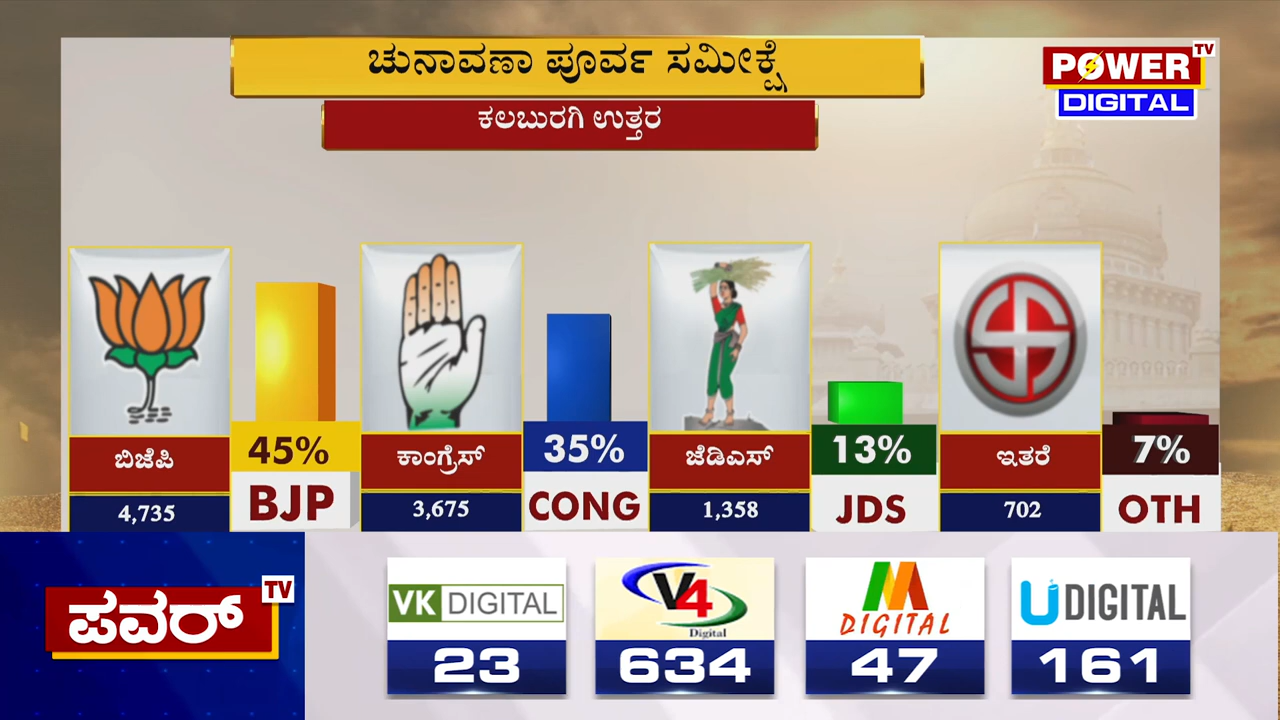 ಚುನಾವಣಾ ಪೂರ್ವ ಸಮೀಕ್ಷೆ
ಕಲಬುರಗಿ ಉತ್ತರ
POWER TV
DIGITAL
45%
35%
13%
7%
ಬಿಜೆಪಿ
ಕಾಂಗ್ರೆಸ್
ಜೆಡಿಎಸ್
ಇತರೆ
4,735
BJP
3,675
CONG
1,358
JDS
702
OTH
ಪವರ್ TV
VK DIGITAL
V4
Digital
M
DIGITAL
U DIGITAL
23
634
47
161